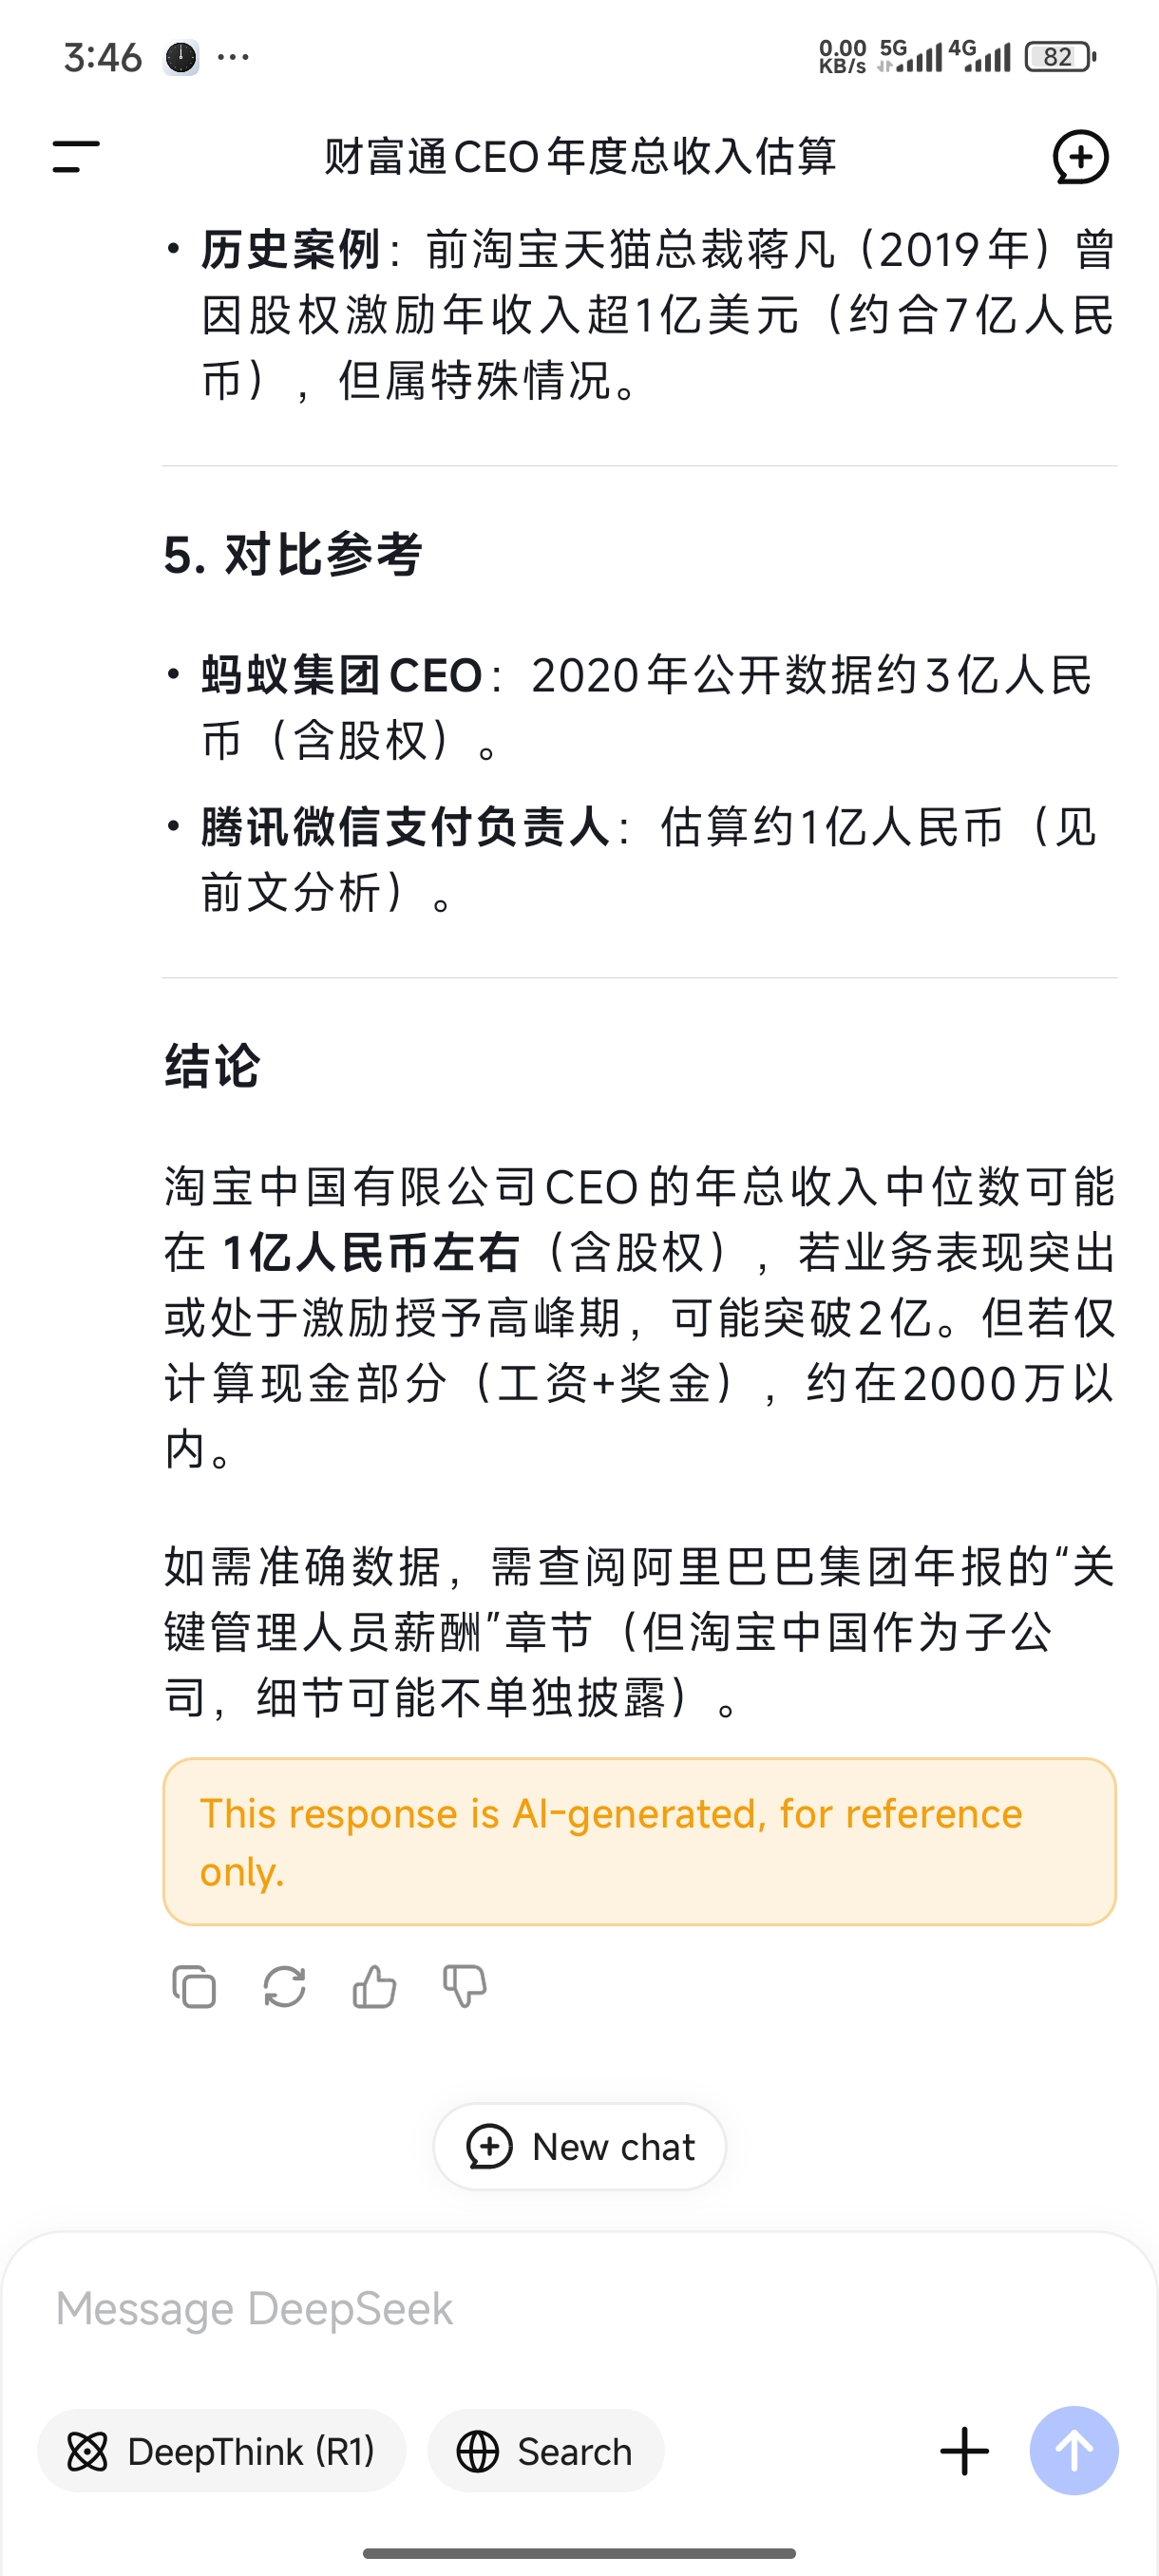 3:46 ··· 0.00 KB/s 5G 4G 82
财富通CEO年度总收入估算
• 历史案例：前淘宝天猫总裁蒋凡（2019年）曾
因股权激励年收入超1亿美元（约合7亿人民
币），但属特殊情况。
5. 对比参考
• 蚂蚁集团CEO：2020年公开数据约3亿人民
币（含股权）。
• 腾讯微信支付负责人：估算约1亿人民币（见
前文分析）。
结论
淘宝中国有限公司CEO的年总收入中位数可能
在 1亿人民币左右（含股权），若业务表现突出
或处于激励授予高峰期，可能突破2亿。但若仅
计算现金部分（工资+奖金），约在2000万以
内。
如需准确数据，需查阅阿里巴巴集团年报的“关
键管理人员薪酬”章节（但淘宝中国作为子公
司，细节可能不单独披露）。
This response is AI-generated, for reference
only.
New chat
Message DeepSeek
DeepThink (R1) Search